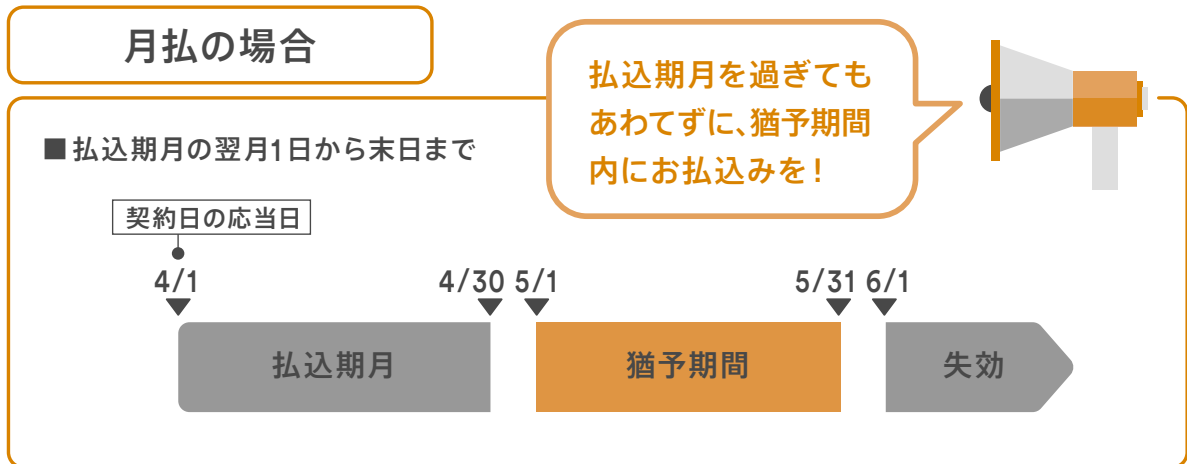 月払の場合
払込期月を過ぎても
あわてずに、猶予期間
内にお払込みを!
■払込期月の翌月1日から末日まで
契約日の応当日
4/1 4/30 5/1 5/31 6/1
払込期月 猶予期間 失効